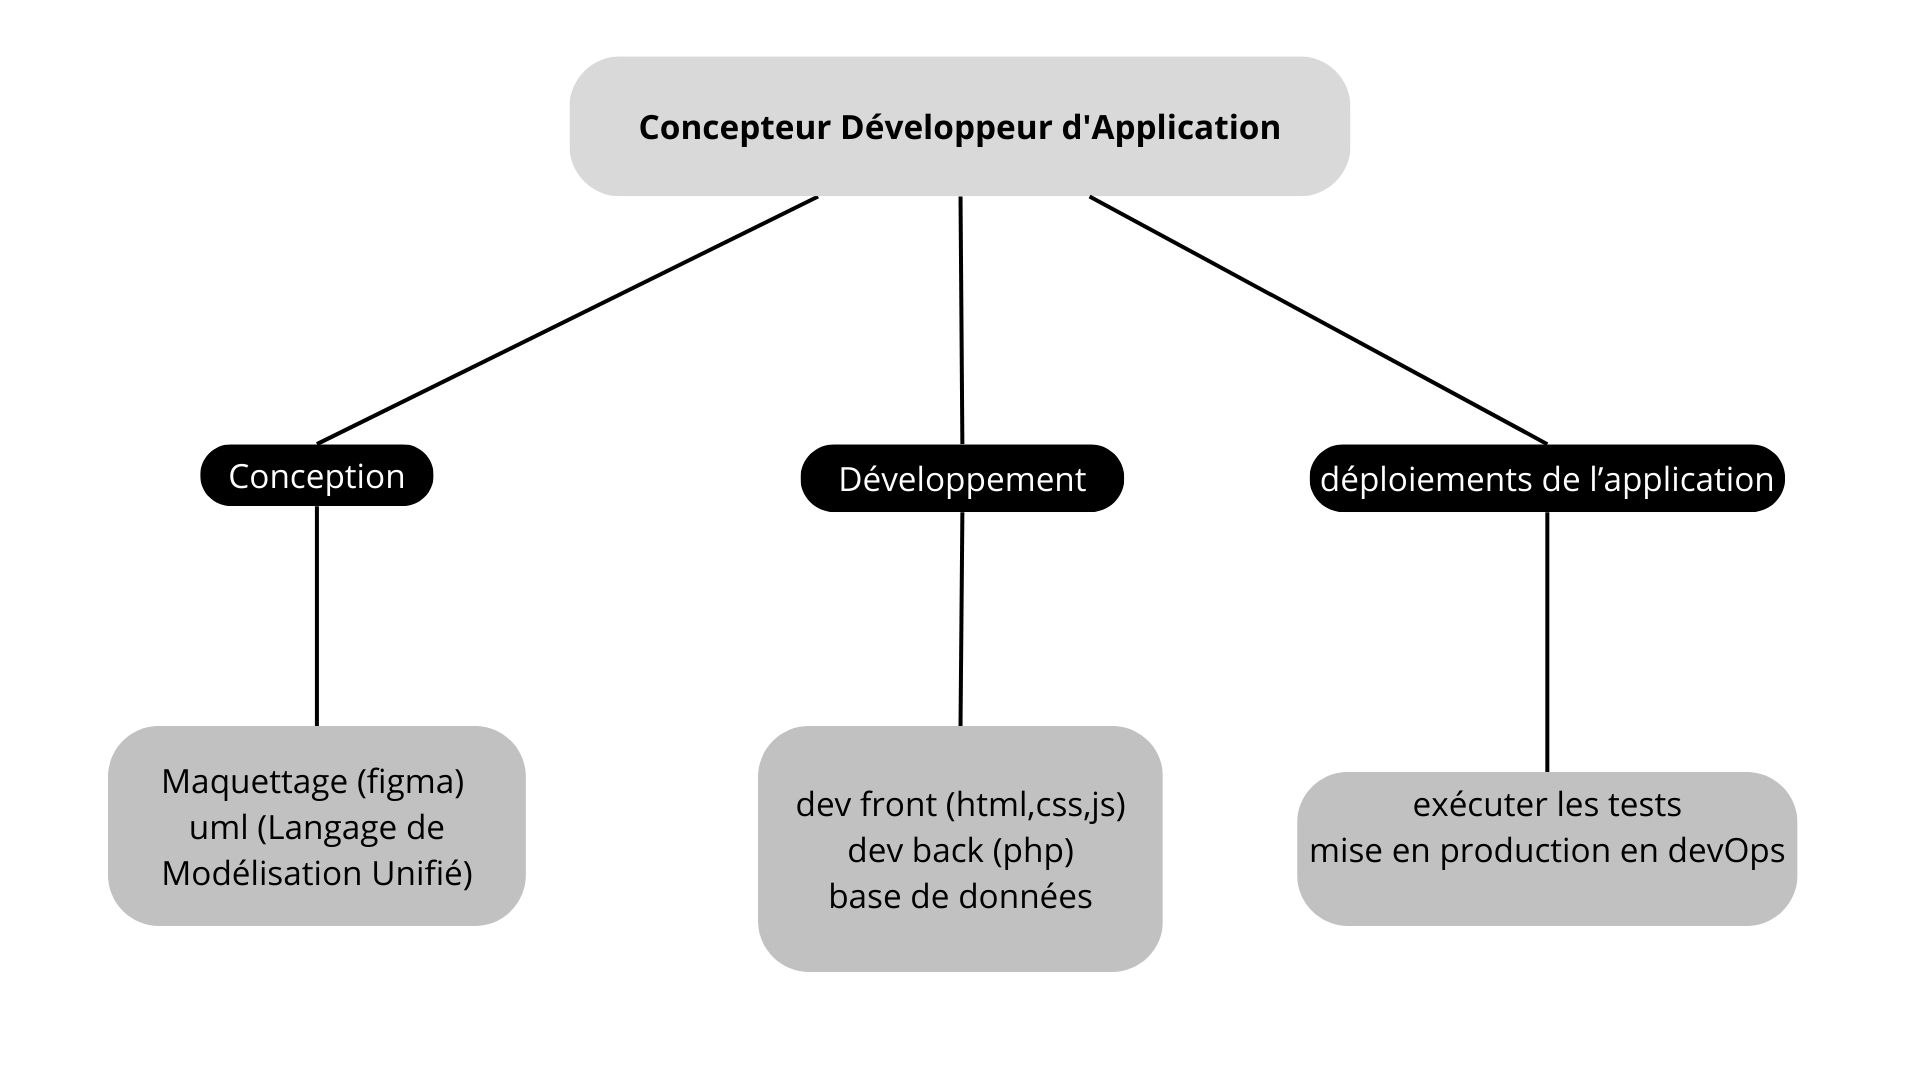 Concepteur Développeur d'Application
Conception
Développement
déploiements de l’application
Maquettage (figma)
uml (Langage de
Modélisation Unifié)
dev front (html,css,js)
dev back (php)
base de données
exécuter les tests
mise en production en devOps